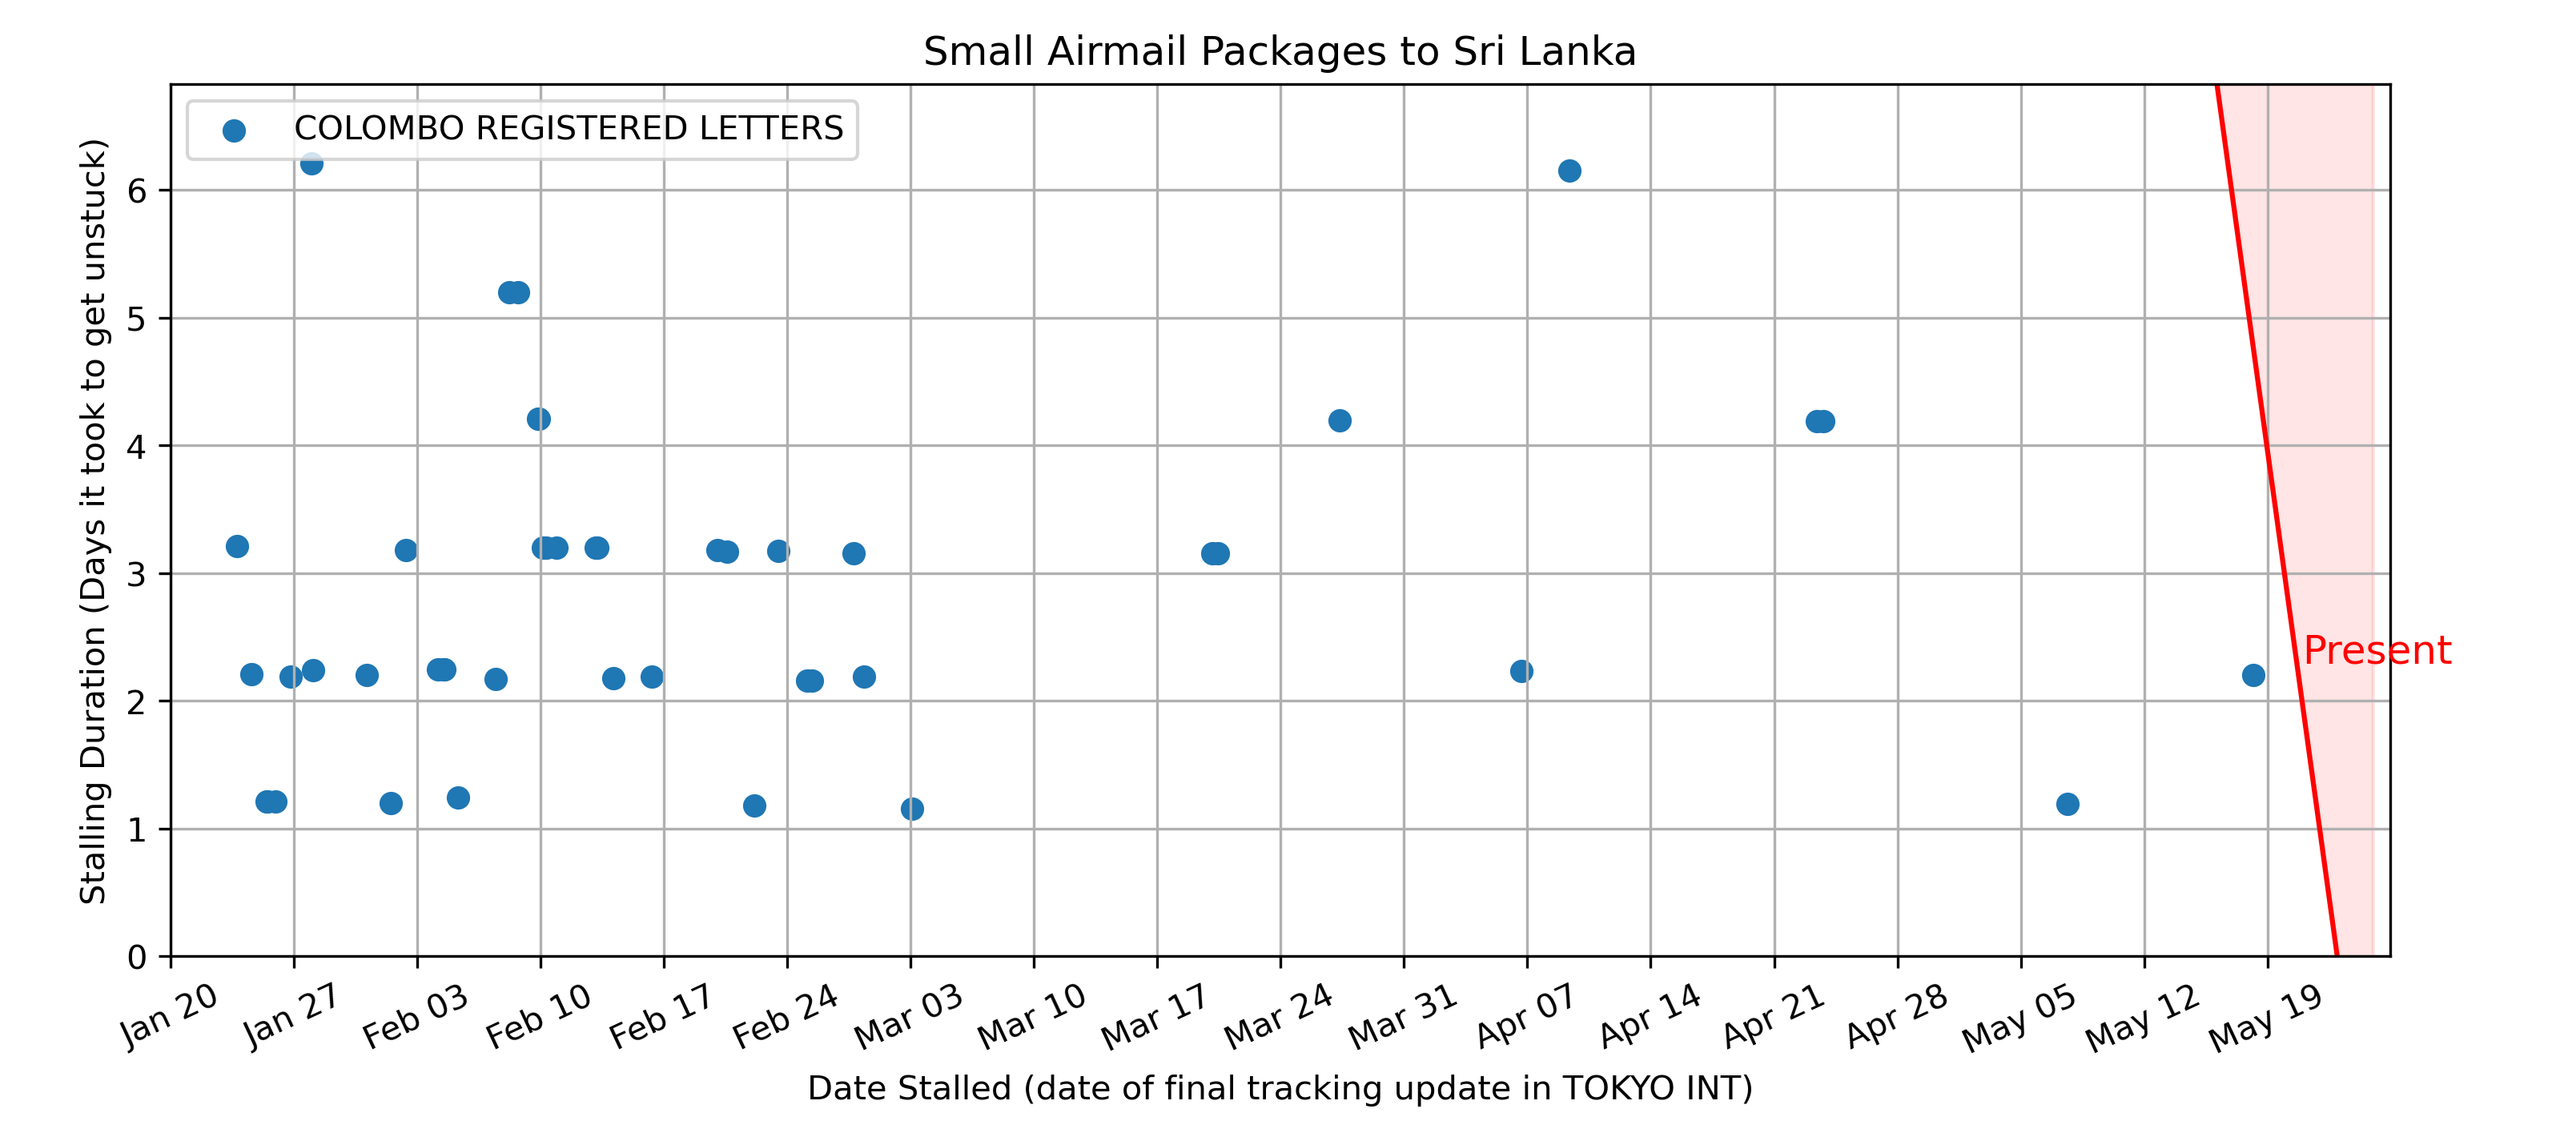 Small Airmail Packages to Sri Lanka
COLOMBO REGISTERED LETTERS
Stalling Duration (Days it took to get unstuck)
6
5
4
3
2
1
0
Present
Jan 20
Jan 27
Feb 03
Feb 10
Feb 17
Feb 24
Mar 03
Mar 10
Mar 17
Mar 24
Mar 31
Apr 07
Apr 14
Apr 21
Apr 28
May 05
May 12
May 19
Date Stalled (date of final tracking update in TOKYO INT)